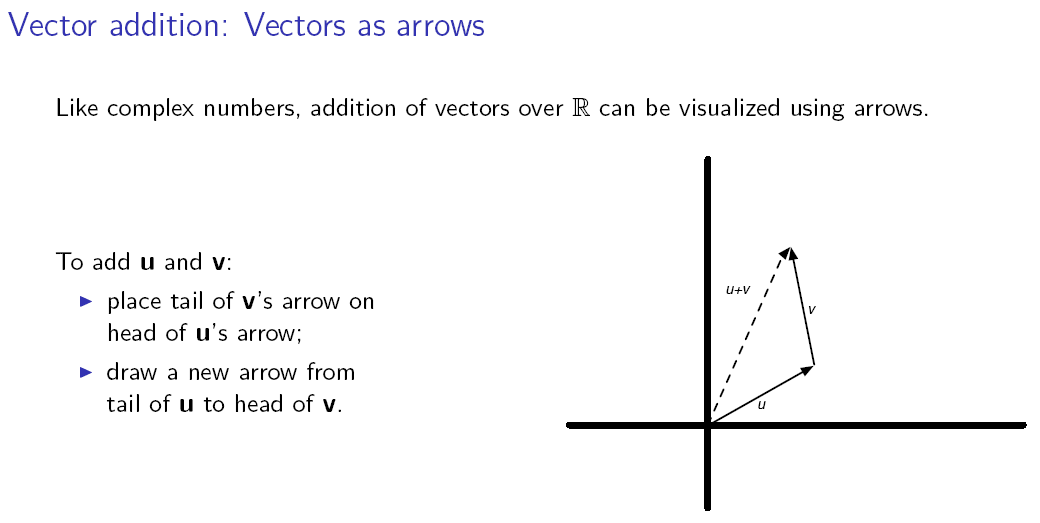 Vector addition: Vectors as arrows
Like complex numbers, addition of vectors over ℝ can be visualized using arrows.
To add u and v:
place tail of v's arrow on
head of u's arrow;
draw a new arrow from
tail of u to head of v.
u+v
v
u